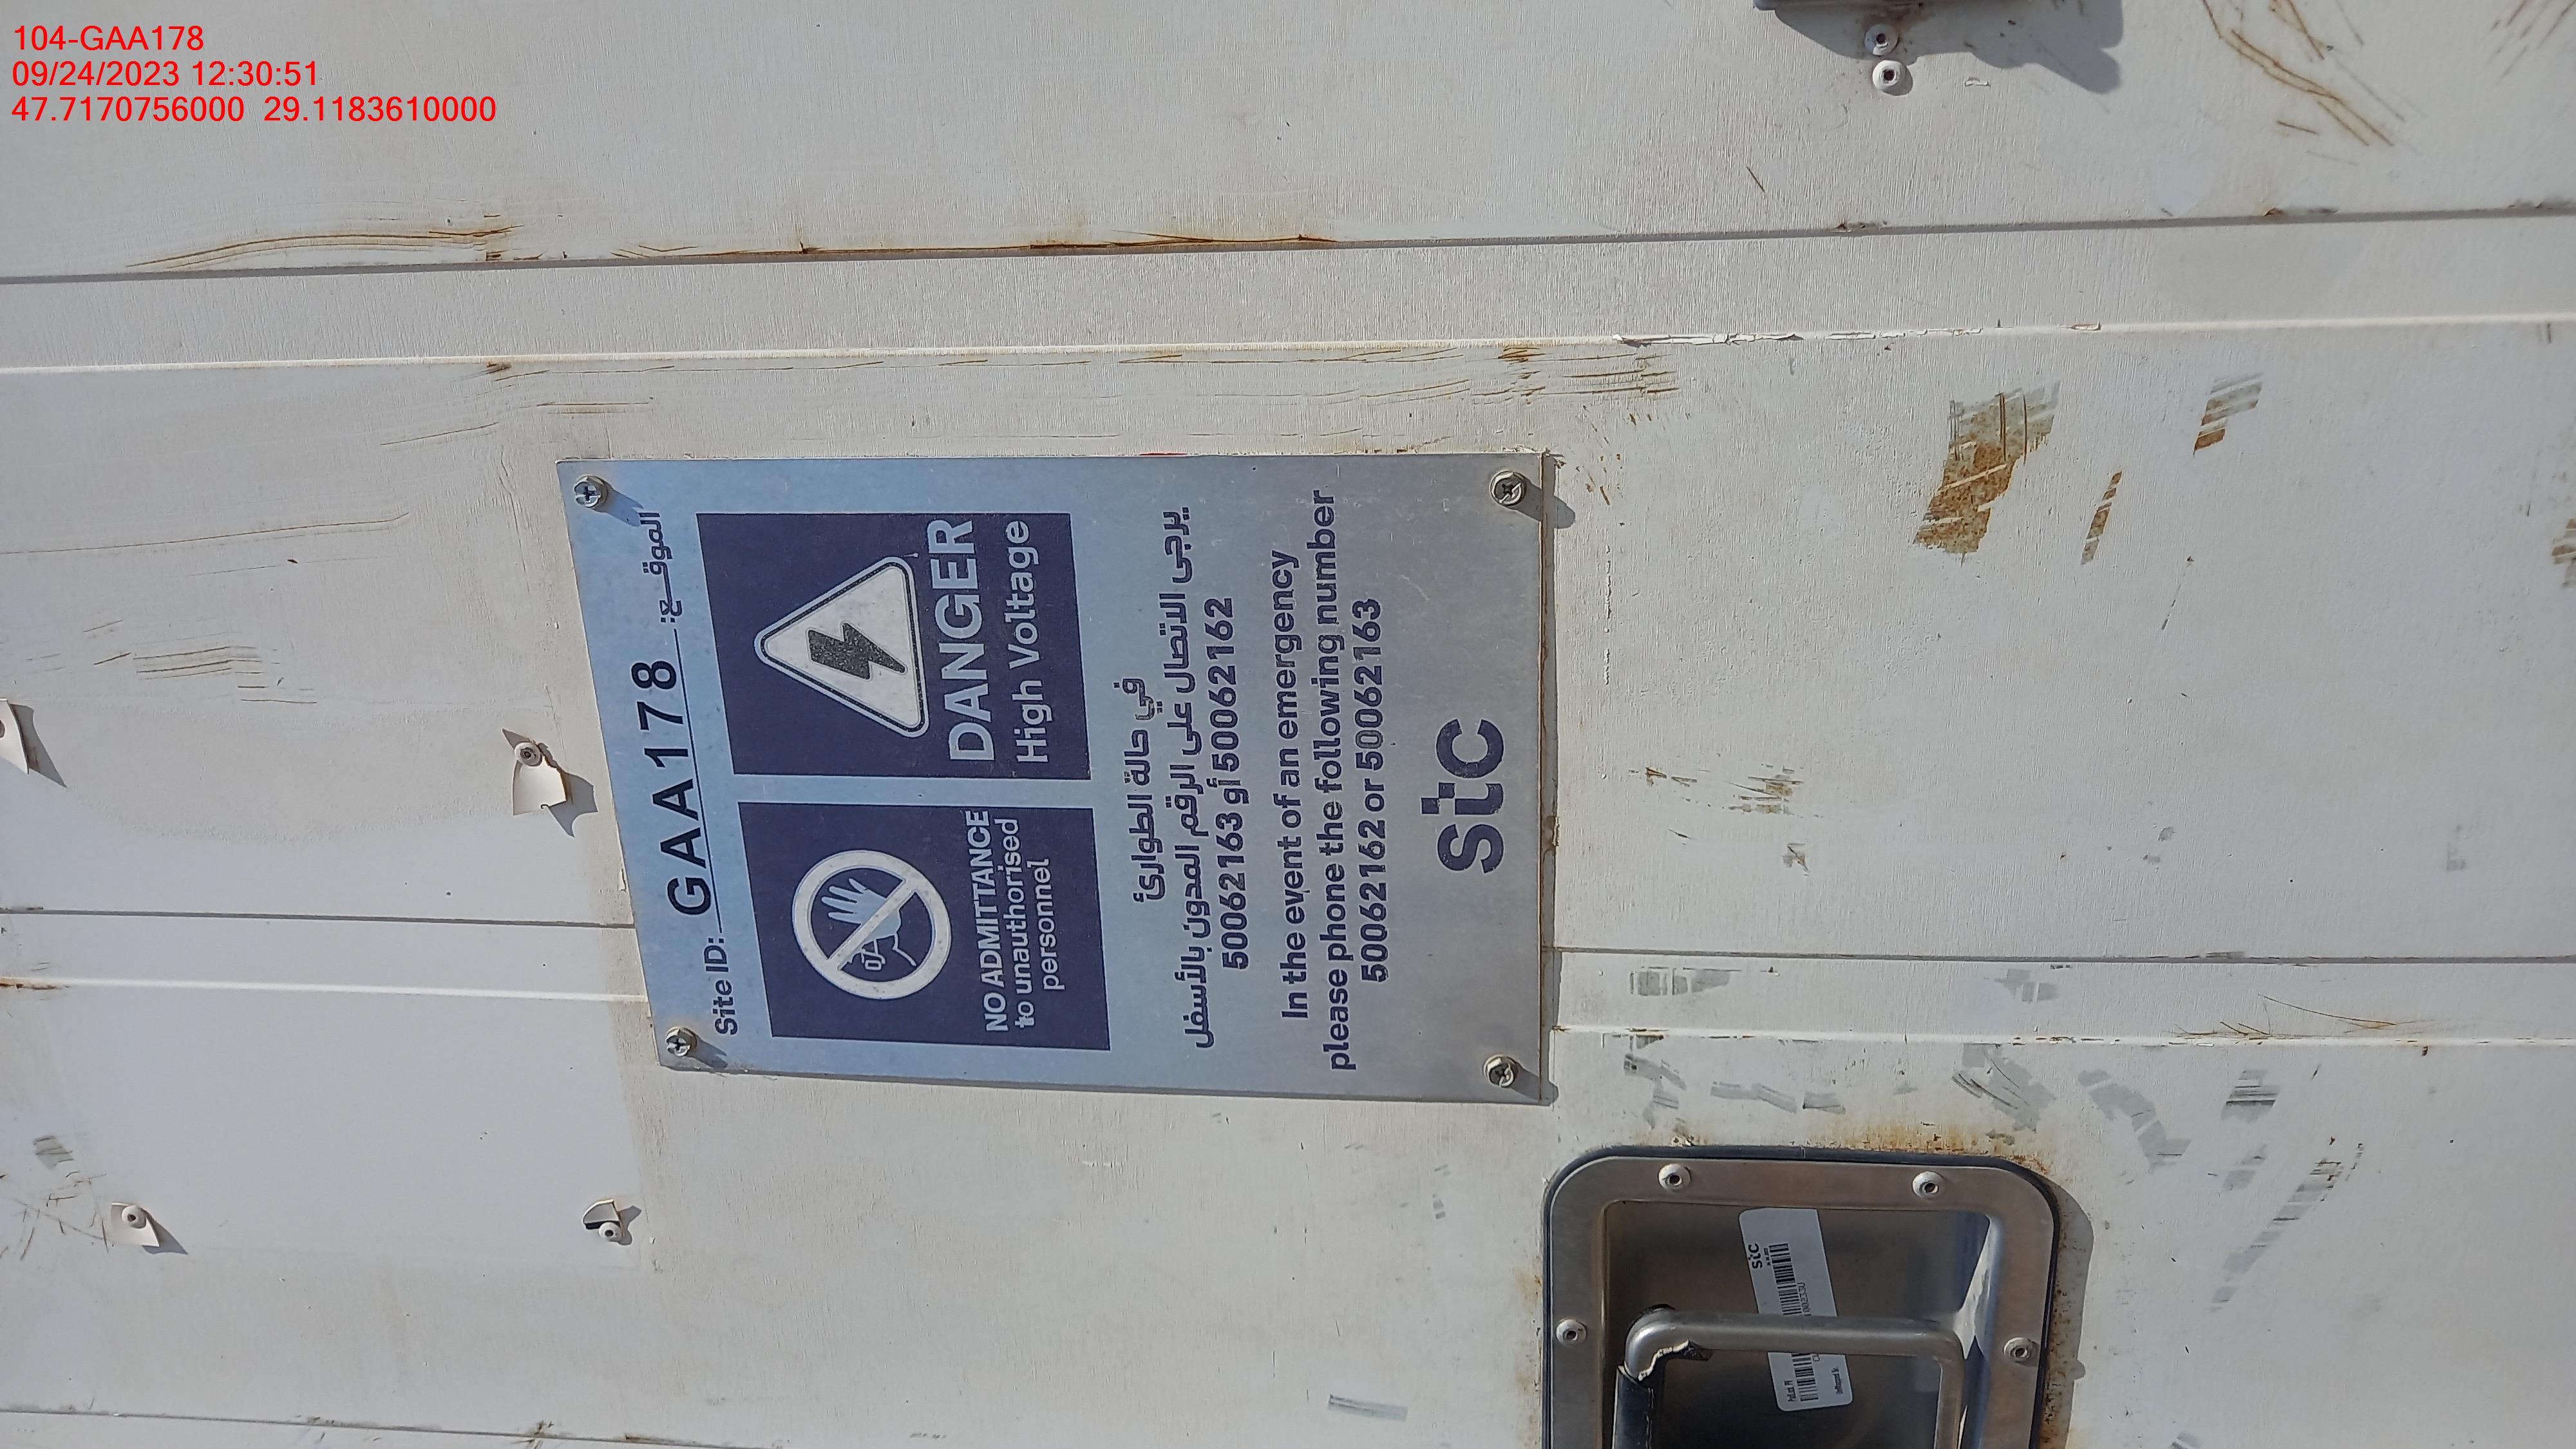 104-GAA178
09/24/2023 12:30:51
47.7170756000 29.1183610000
Site ID: GAA178 الموقع:
NO ADMITTANCE
to unauthorised
personnel
DANGER
High Voltage
في حالة الطوارئ
يرجى الاتصال على الرقم المدون بالأسفل
50062162 أو 50062163
In the event of an emergency
please phone the following number
50062162 or 50062163
stc
stc